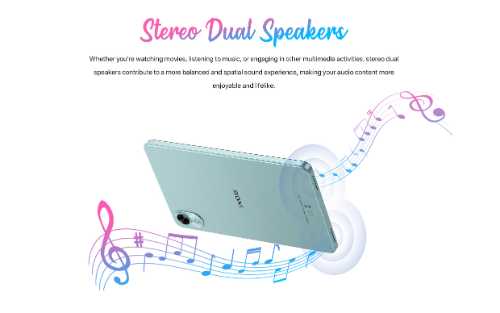 Stereo Dual Speakers
Whether you're watching movies, listening to music, or engaging in other multimedia activities, stereo dual
speakers contribute to a more balanced and spatial sound experience, making your audio content more
enjoyable and lifelike.